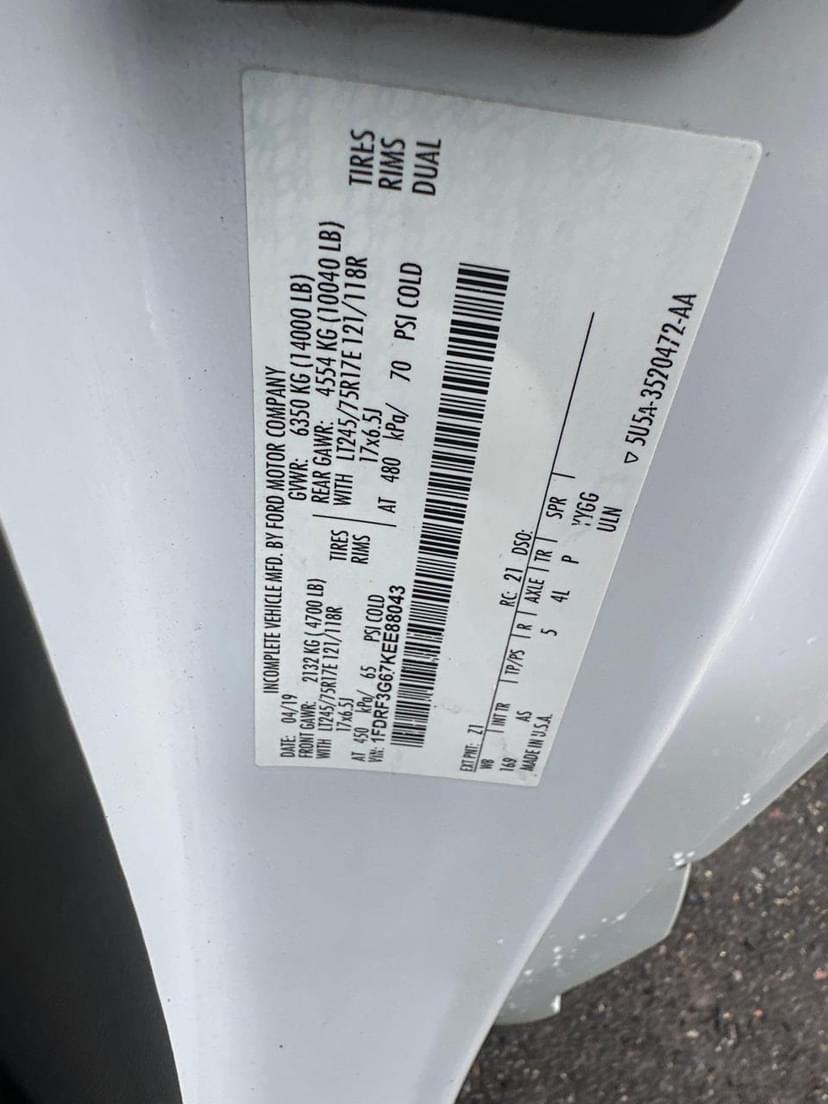 INCOMPLETE VEHICLE MFD. BY FORD MOTOR COMPANY
DATE: 04/19 GVWR: 6350 KG (14000 LB)
FRONT GAWR: 2132 KG (4700 LB) REAR GAWR: 4554 KG (10040 LB)
WITH LT245/75R17E 121/118R TIRES WITH LT245/75R17E 121/118R TIRES
17x6.5J RIMS 17x6.5J RIMS
AT 450 kPa/ 65 PSI COLD AT 480 kPa/ 70 PSI COLD DUAL
VIN: 1FDRF3G67KEE88043
EXT PNT: Z1 RC: 21 DSO:
WB INT TR TP/PS R AXLE TR SPR
169 AS 5 4L P YYGG
MADE IN U.S.A. ULN
▽ 5U5A-3520472-AA